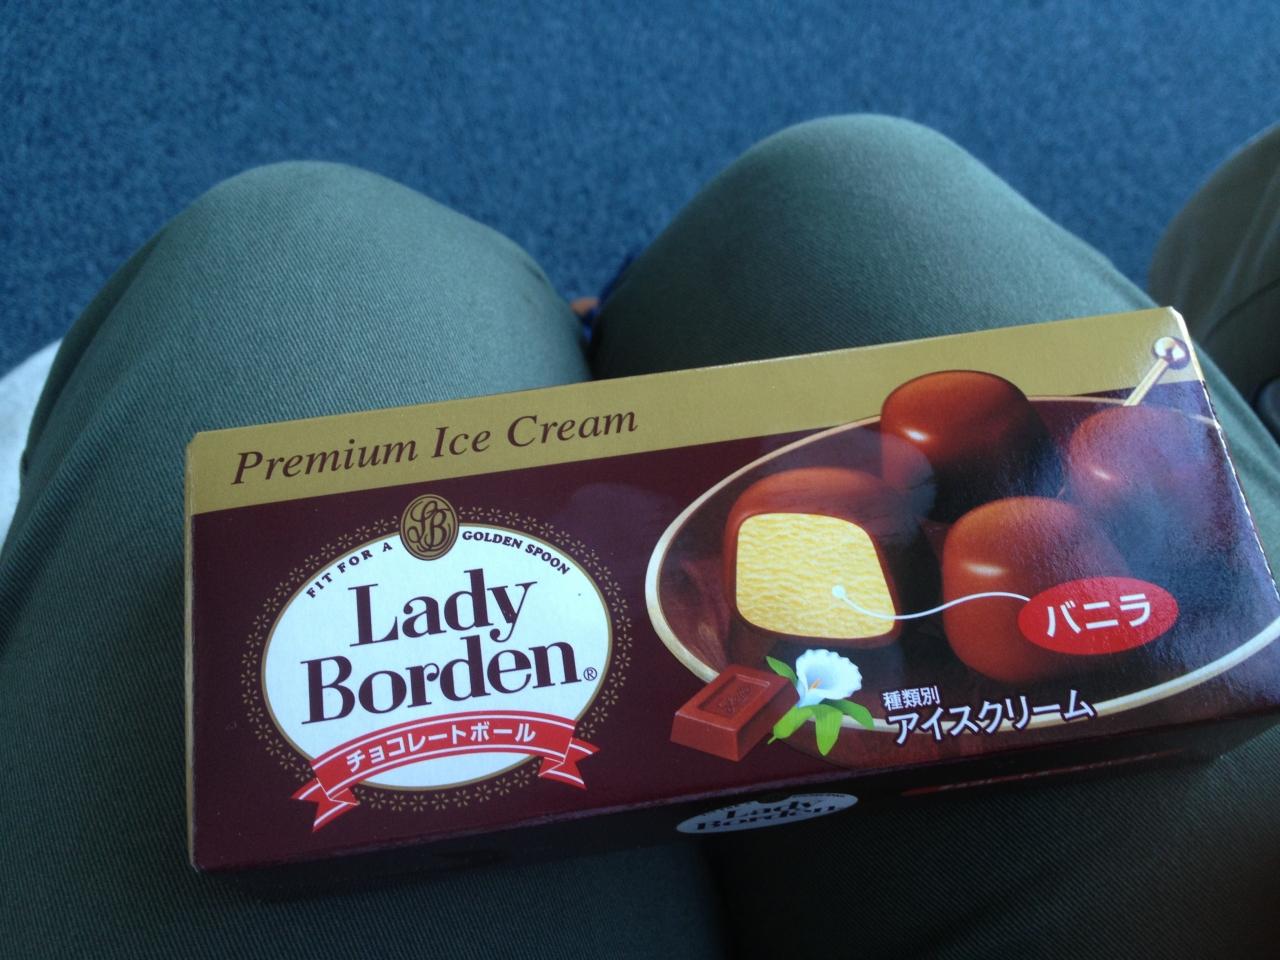 Premium Ice Cream
LB
FIT FOR A GOLDEN SPOON
Lady
Borden®
チョコレートボール
バニラ
種類別
アイスクリーム
Lady
Borden